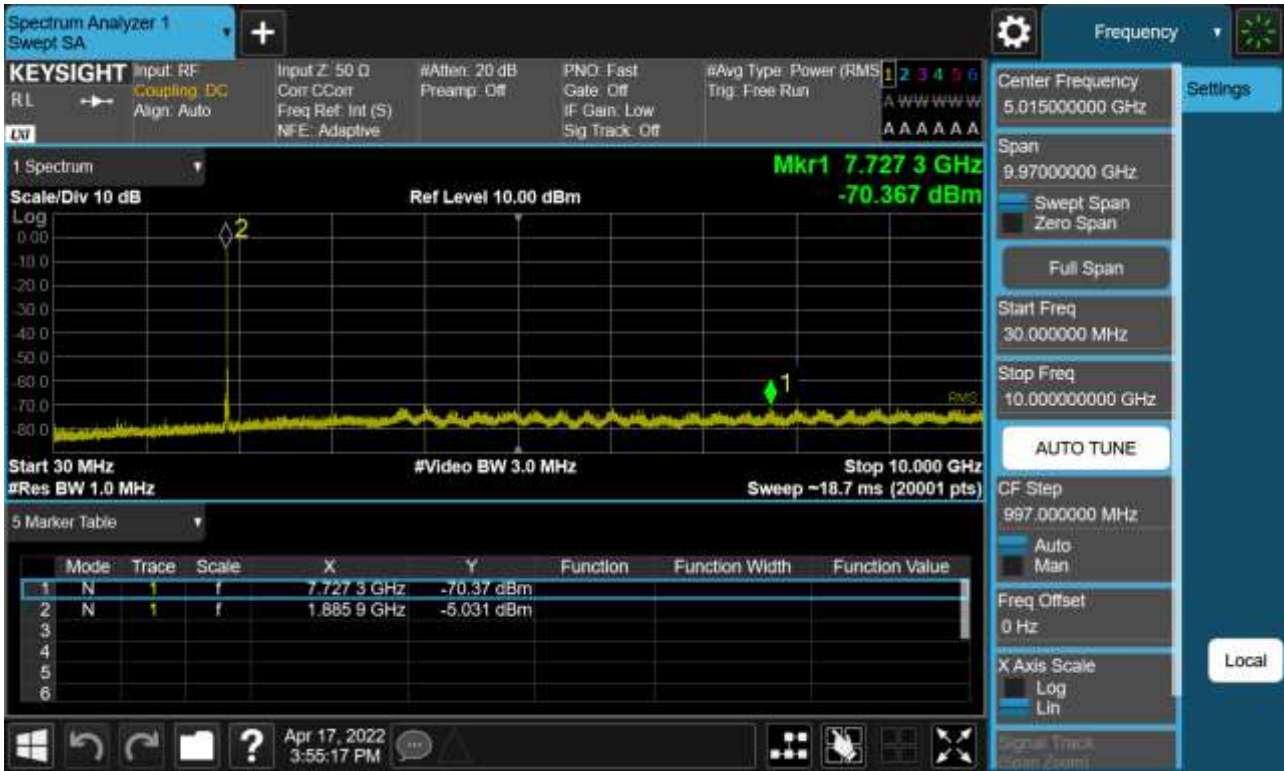 Spectrum Analyzer 1
Swept SA
+
Frequency
KEYSIGHT
RL
LXI
Input: RF
Coupling: DC
Align: Auto
Input Z: 50 Ω
Corr CCorr
Freq Ref: Int (S)
NFE: Adaptive
#Atten: 20 dB
Preamp: Off
PNO: Fast
Gate: Off
IF Gain: Low
Sig Track: Off
#Avg Type: Power (RMS
Trig: Free Run
1 2 3 4 5 6
A W W W W W
A A A A A A
1 Spectrum
Mkr1 7.727 3 GHz
-70.367 dBm
Scale/Div 10 dB
Ref Level 10.00 dBm
Log
0.00
-10.0
-20.0
-30.0
-40.0
-50.0
-60.0
-70.0
-80.0
2
1
RMS
Start 30 MHz
#Video BW 3.0 MHz
Stop 10.000 GHz
#Res BW 1.0 MHz
Sweep ~18.7 ms (20001 pts)
5 Marker Table
Mode Trace Scale X Y Function Function Width Function Value
1 N 1 f 7.727 3 GHz -70.37 dBm
2 N 1 f 1.885 9 GHz -5.031 dBm
3
4
5
6
Center Frequency
5.015000000 GHz
Settings
Span
9.97000000 GHz
Swept Span
Zero Span
Full Span
Start Freq
30.000000 MHz
Stop Freq
10.000000000 GHz
AUTO TUNE
CF Step
997.000000 MHz
Auto
Man
Freq Offset
0 Hz
X Axis Scale
Log
Lin
Local
Signal Track
(Span Zoom)
?
Apr 17, 2022
3:55:17 PM